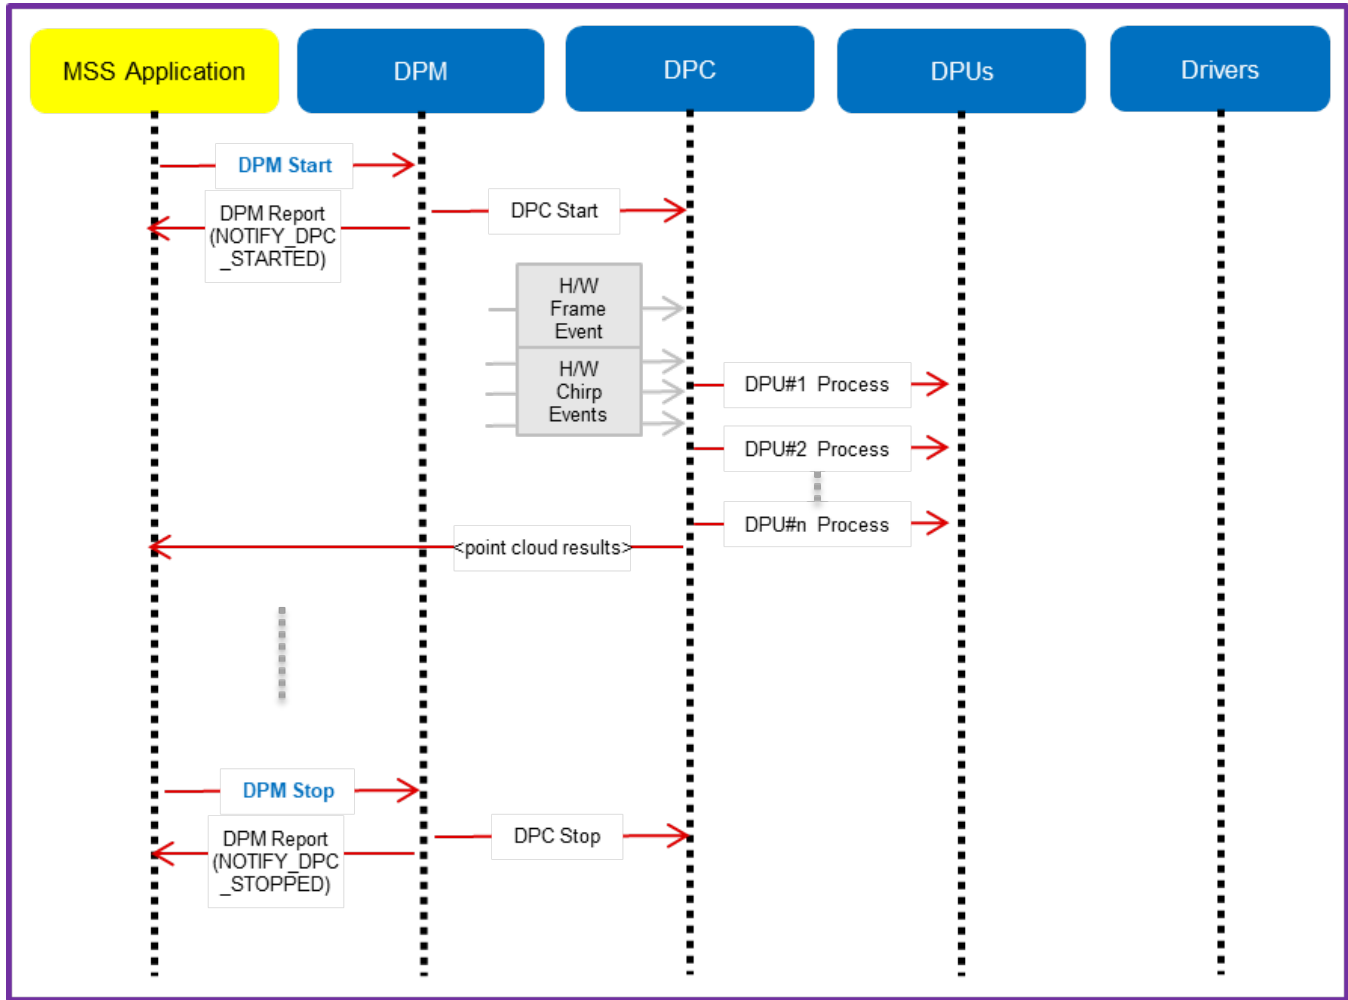 MSS Application
DPM
DPC
DPUs
Drivers
DPM Start
DPM Report
(NOTIFY_DPC
_STARTED)
DPC Start
H/W
Frame
Event
H/W
Chirp
Events
DPU#1 Process
DPU#2 Process
DPU#n Process
<point cloud results>
DPM Stop
DPM Report
(NOTIFY_DPC
_STOPPED)
DPC Stop